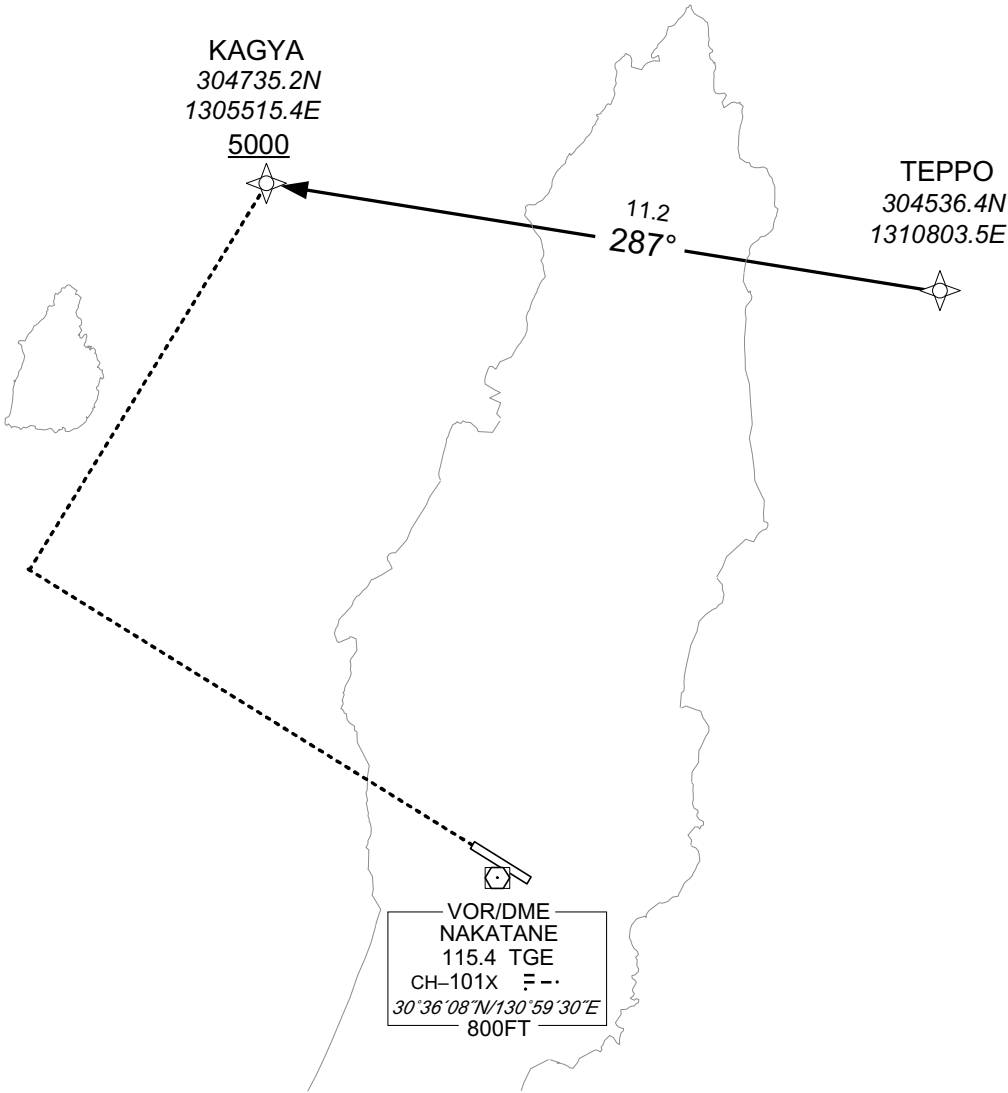 KAGYA
304735.2N
1305515.4E
5000
TEPPO
304536.4N
1310803.5E
11.2
287°
VOR/DME
NAKATANE
115.4 TGE
CH–101X
30°36´08˝N/130°59´30˝E
800FT